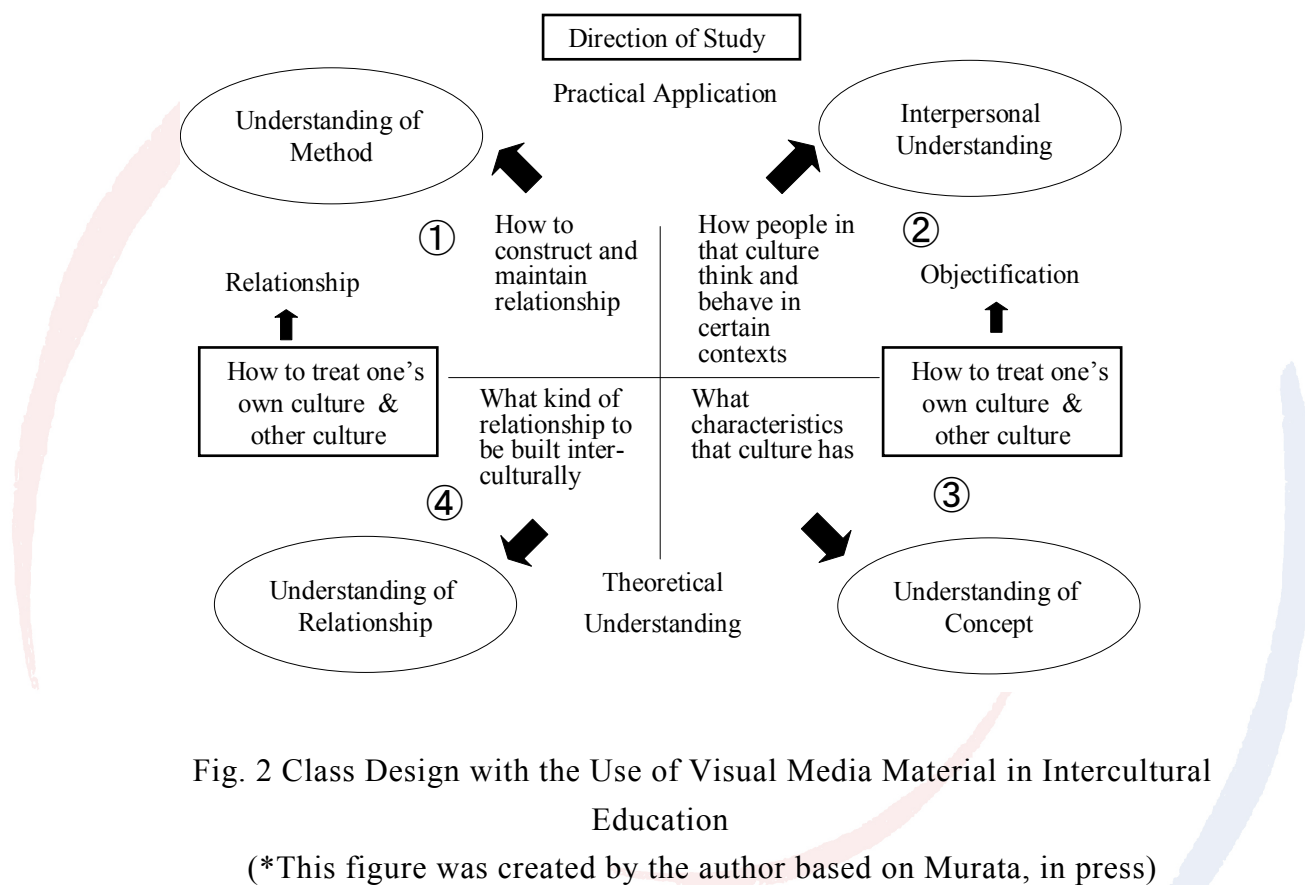 Direction of Study
Practical Application
Understanding of
Method
Interpersonal
Understanding
①
How to
construct and
maintain
relationship
How people in
that culture
think and
behave in
certain
contexts
②
Relationship
Objectification
How to treat one’s
own culture &
other culture
How to treat one’s
own culture &
other culture
What kind of
relationship to
be built inter-
culturally
What
characteristics
that culture has
④
③
Understanding of
Relationship
Theoretical
Understanding
Understanding of
Concept
Fig. 2 Class Design with the Use of Visual Media Material in Intercultural
Education
(*This figure was created by the author based on Murata, in press)